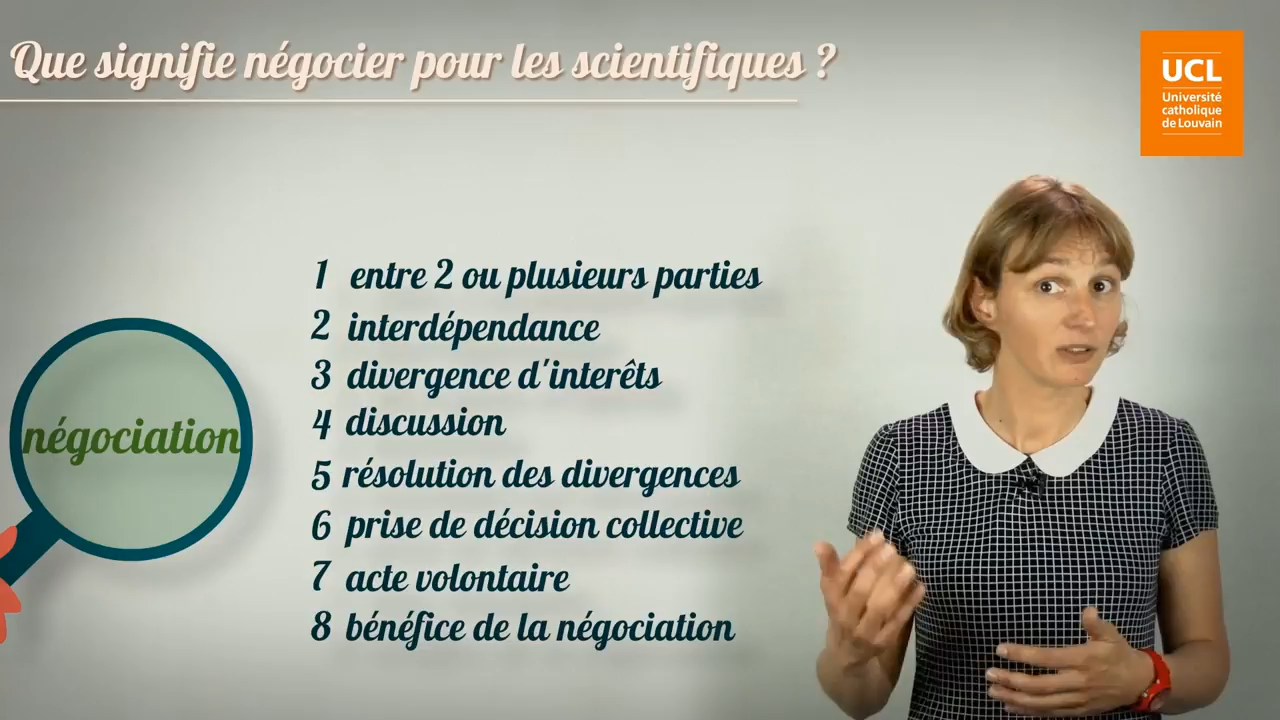 Que signifie négocier pour les scientifiques ?
UCL
Université
catholique
de Louvain
1 entre 2 ou plusieurs parties
2 interdépendance
3 divergence d'interêts
4 discussion
négociation
5 résolution des divergences
6 prise de décision collective
7 acte volontaire
8 bénéfice de la négociation